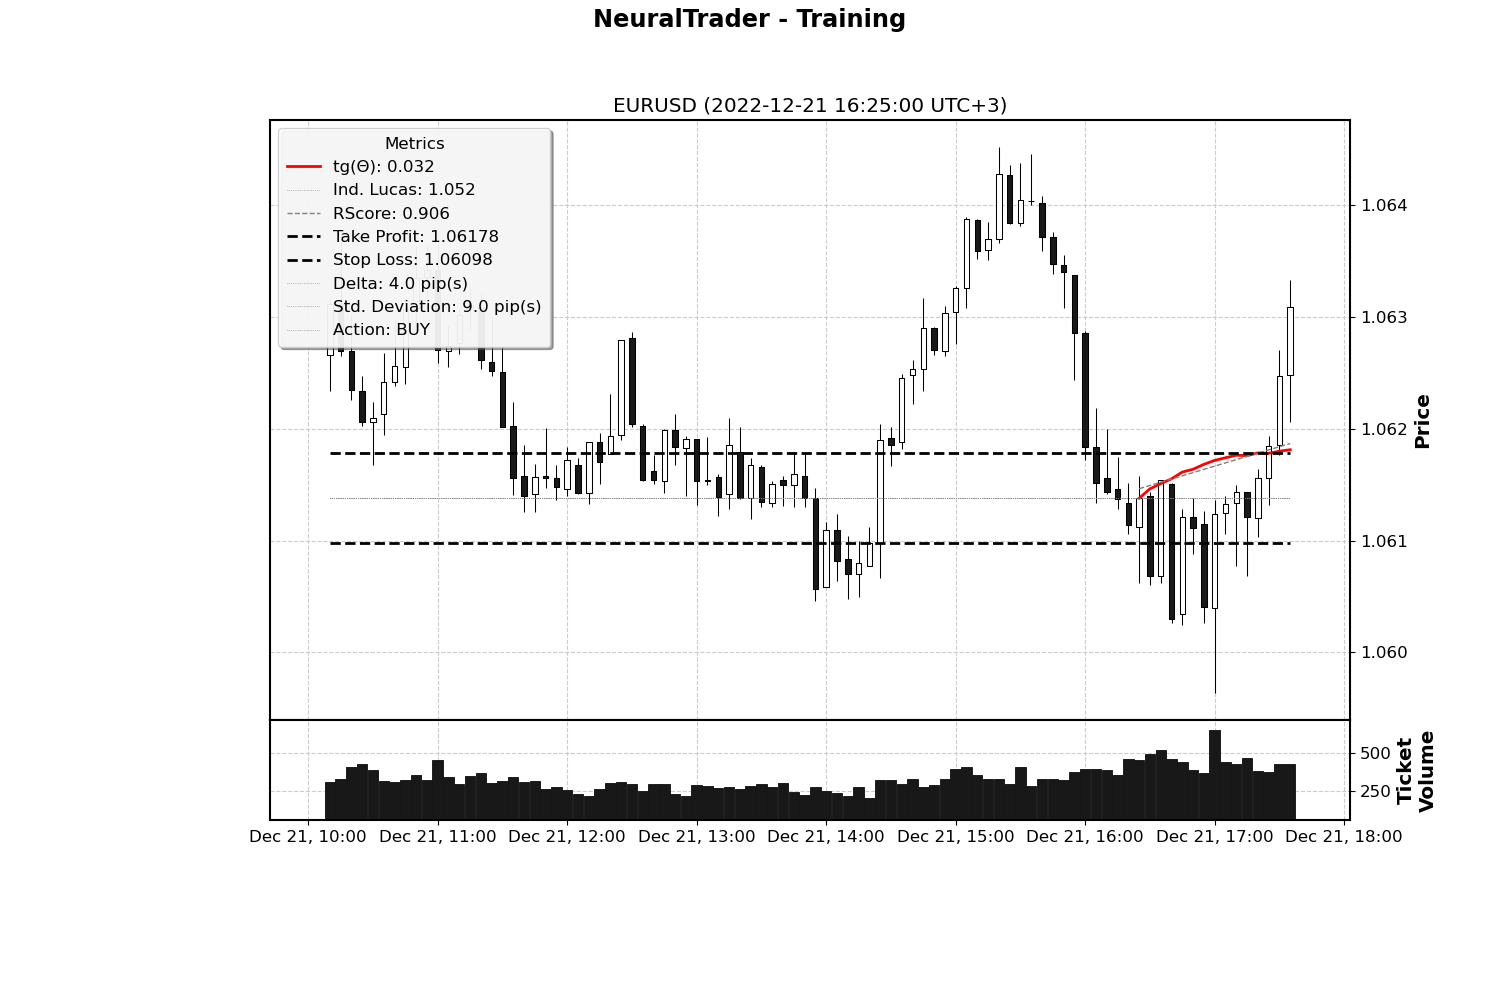 NeuralTrader - Training
EURUSD (2022-12-21 16:25:00 UTC+3)
Metrics
tg(Θ): 0.032
Ind. Lucas: 1.052
RScore: 0.906
Take Profit: 1.06178
Stop Loss: 1.06098
Delta: 4.0 pip(s)
Std. Deviation: 9.0 pip(s)
Action: BUY
1.064
1.063
1.062
1.061
1.060
Price
500
250
Ticket
Volume
Dec 21, 10:00 Dec 21, 11:00 Dec 21, 12:00 Dec 21, 13:00 Dec 21, 14:00 Dec 21, 15:00 Dec 21, 16:00 Dec 21, 17:00 Dec 21, 18:00